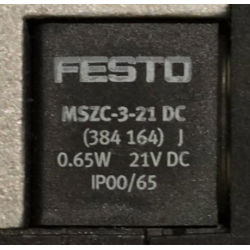 FESTO
MSZC-3-21 DC
(384 164) J
0.65W 21V DC
IP00/65